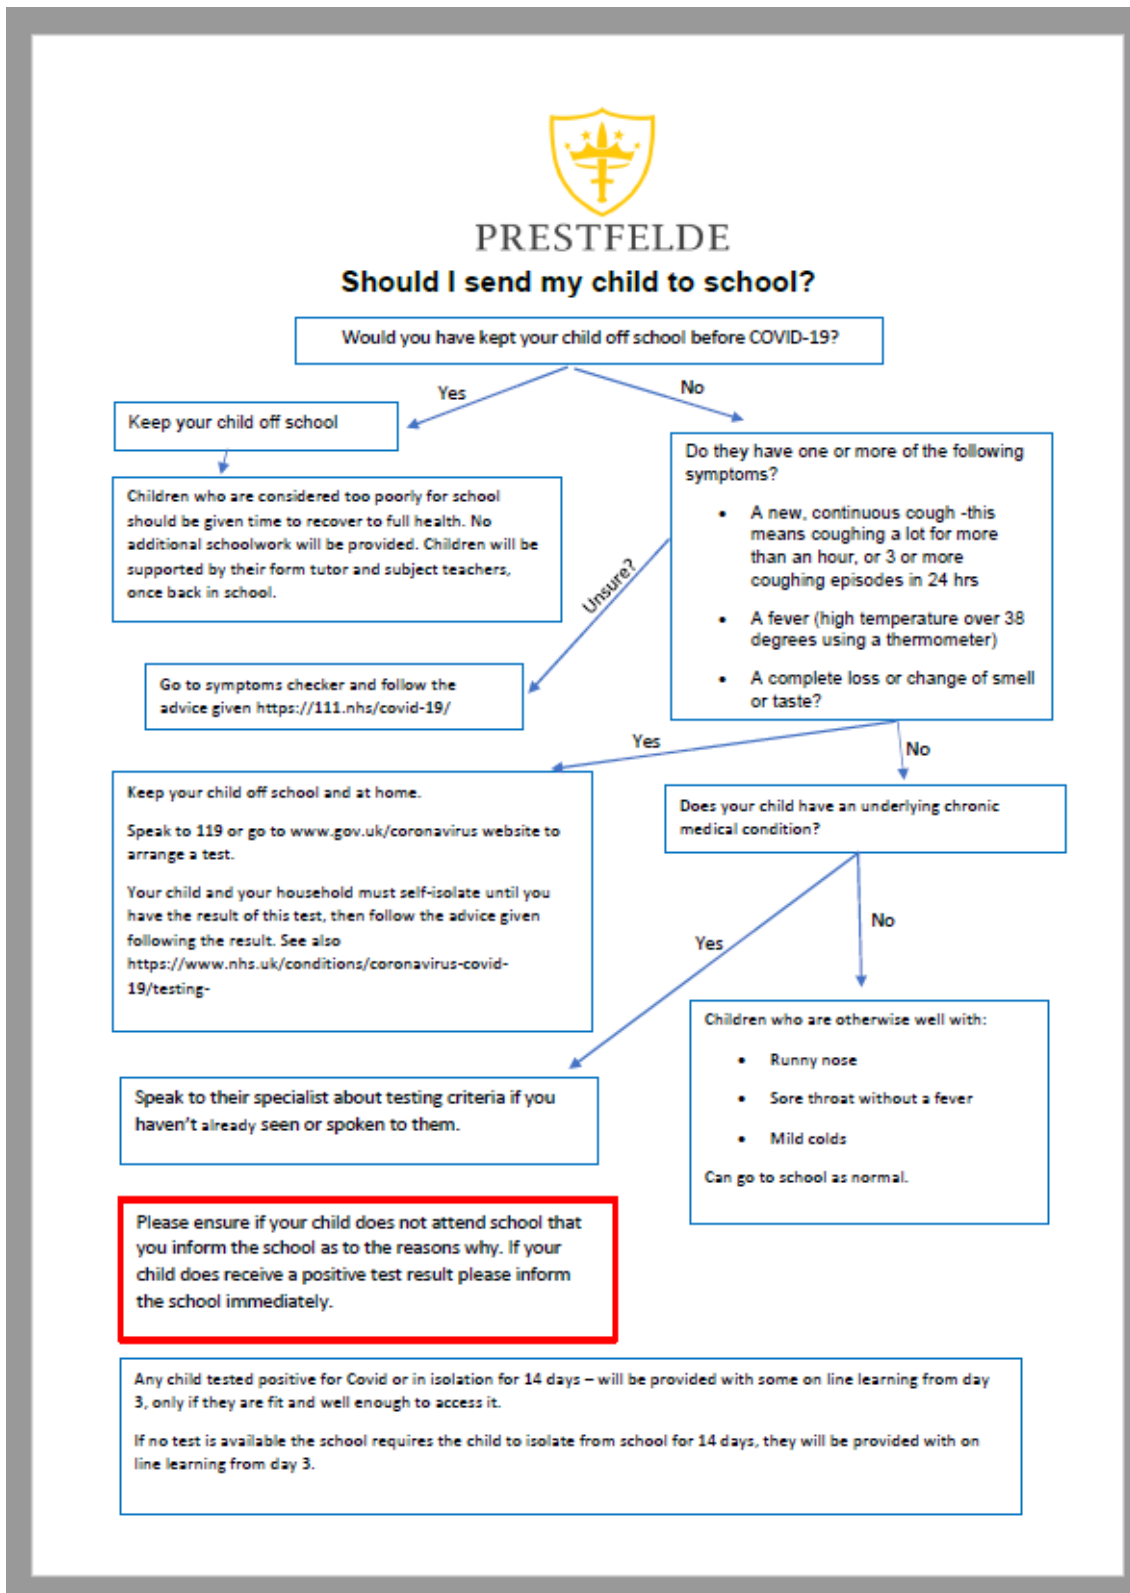 PRESTFELDE
Should I send my child to school?
Would you have kept your child off school before COVID-19?
Yes
No
Keep your child off school
Do they have one or more of the following
symptoms?
• A new, continuous cough -this
means coughing a lot for more
than an hour, or 3 or more
coughing episodes in 24 hrs
• A fever (high temperature over 38
degrees using a thermometer)
• A complete loss or change of smell
or taste?
Children who are considered too poorly for school
should be given time to recover to full health. No
additional schoolwork will be provided. Children will be
supported by their form tutor and subject teachers,
once back in school.
Unsure?
Go to symptoms checker and follow the
advice given https://111.nhs/covid-19/
Yes
No
Keep your child off school and at home.
Speak to 119 or go to www.gov.uk/coronavirus website to
arrange a test.
Your child and your household must self-isolate until you
have the result of this test, then follow the advice given
following the result. See also
https://www.nhs.uk/conditions/coronavirus-covid-
19/testing-
Does your child have an underlying chronic
medical condition?
Yes
No
Speak to their specialist about testing criteria if you
haven't already seen or spoken to them.
Children who are otherwise well with:
• Runny nose
• Sore throat without a fever
• Mild colds
Can go to school as normal.
Please ensure if your child does not attend school that
you inform the school as to the reasons why. If your
child does receive a positive test result please inform
the school immediately.
Any child tested positive for Covid or in isolation for 14 days – will be provided with some on line learning from day
3, only if they are fit and well enough to access it.
If no test is available the school requires the child to isolate from school for 14 days, they will be provided with on
line learning from day 3.